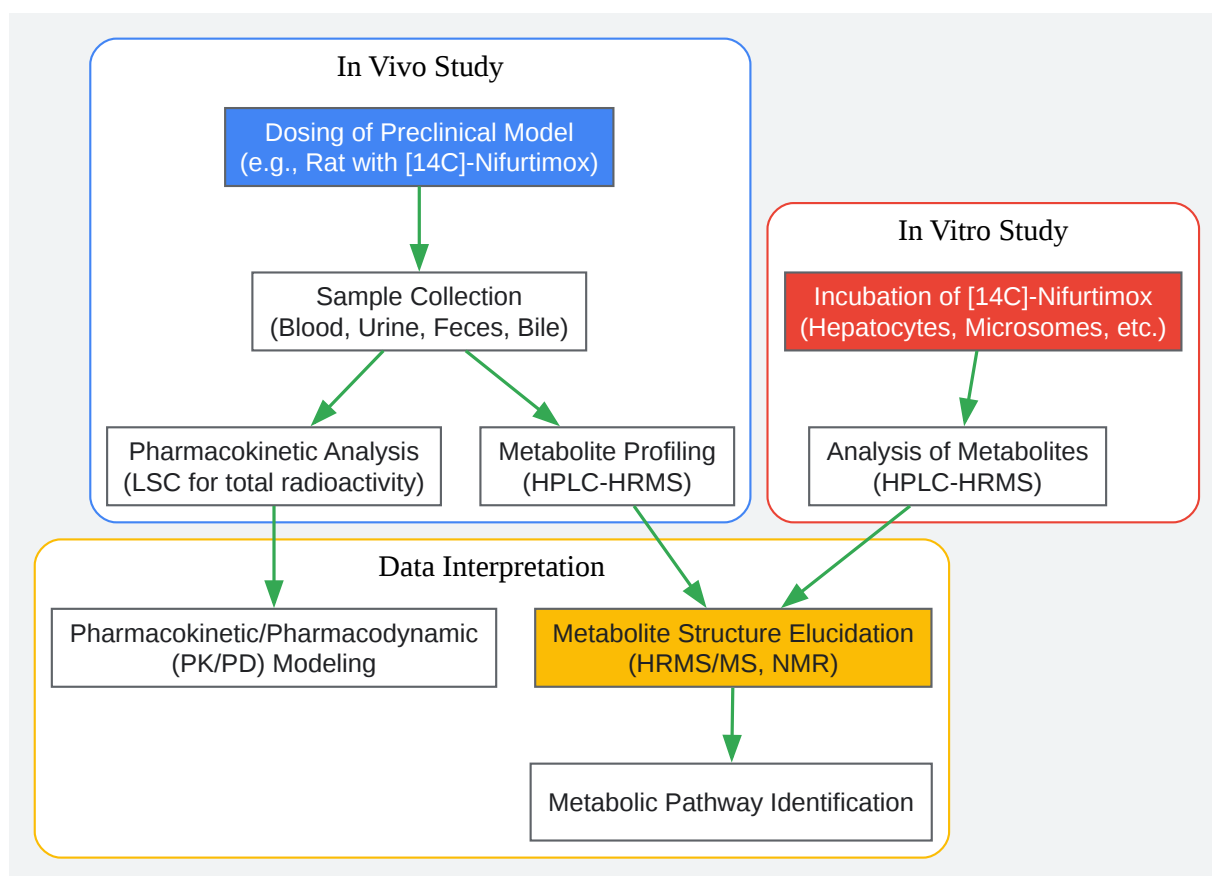 In Vivo Study
Dosing of Preclinical Model
(e.g., Rat with [14C]-Nifurtimox)
Sample Collection
(Blood, Urine, Feces, Bile)
Pharmacokinetic Analysis
(LSC for total radioactivity)
Metabolite Profiling
(HPLC-HRMS)
In Vitro Study
Incubation of [14C]-Nifurtimox
(Hepatocytes, Microsomes, etc.)
Analysis of Metabolites
(HPLC-HRMS)
Data Interpretation
Pharmacokinetic/Pharmacodynamic
(PK/PD) Modeling
Metabolite Structure Elucidation
(HRMS/MS, NMR)
Metabolic Pathway Identification